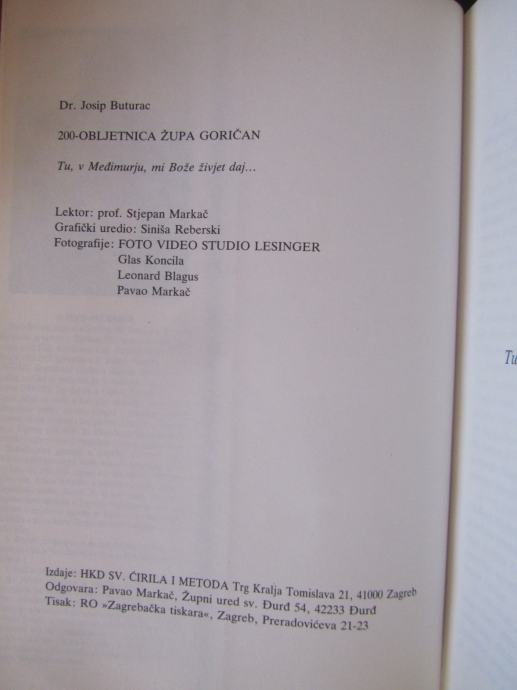 Dr. Josip Buturac
200-OBLJETNICA ŽUPA GORIČAN
Tu, v Međimurju, mi Bože živjet daj...
Lektor: prof. Stjepan Markač
Grafički uredio: Siniša Reberski
Fotografije: FOTO VIDEO STUDIO LESINGER
Glas Koncila
Leonard Blagus
Pavao Markač
Izdaje: HKD SV. ĆIRILA I METODA Trg Kralja Tomislava 21, 41000 Zagreb
Odgovara: Pavao Markač, Župni ured sv. Đurđ 54, 42233 Đurđ
Tisak: RO »Zagrebačka tiskara«, Zagreb, Preradovićeva 21-23
Tu